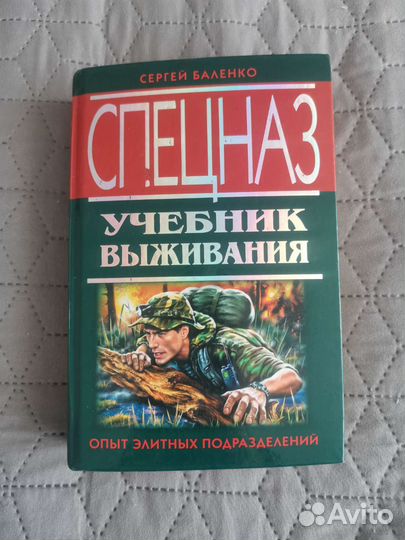 СЕРГЕЙ БАЛЕНКО
СПЕЦНАЗ
УЧЕБНИК
ВЫЖИВАНИЯ
ОПЫТ ЭЛИТНЫХ ПОДРАЗДЕЛЕНИЙ
Avito